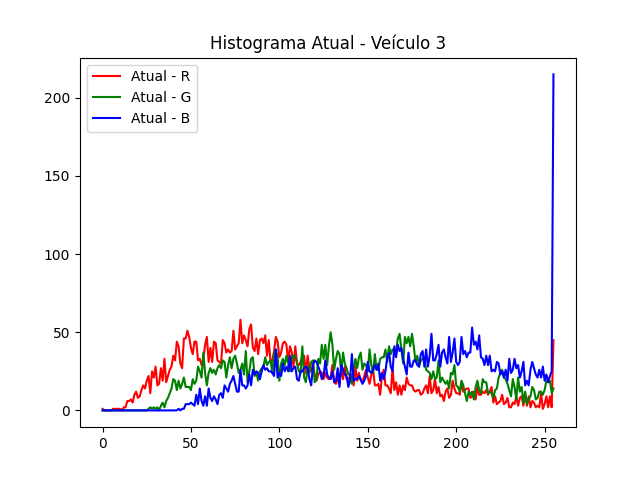 Histograma Atual - Veículo 3
Atual - R
Atual - G
Atual - B
200
150
100
50
0
0 50 100 150 200 250